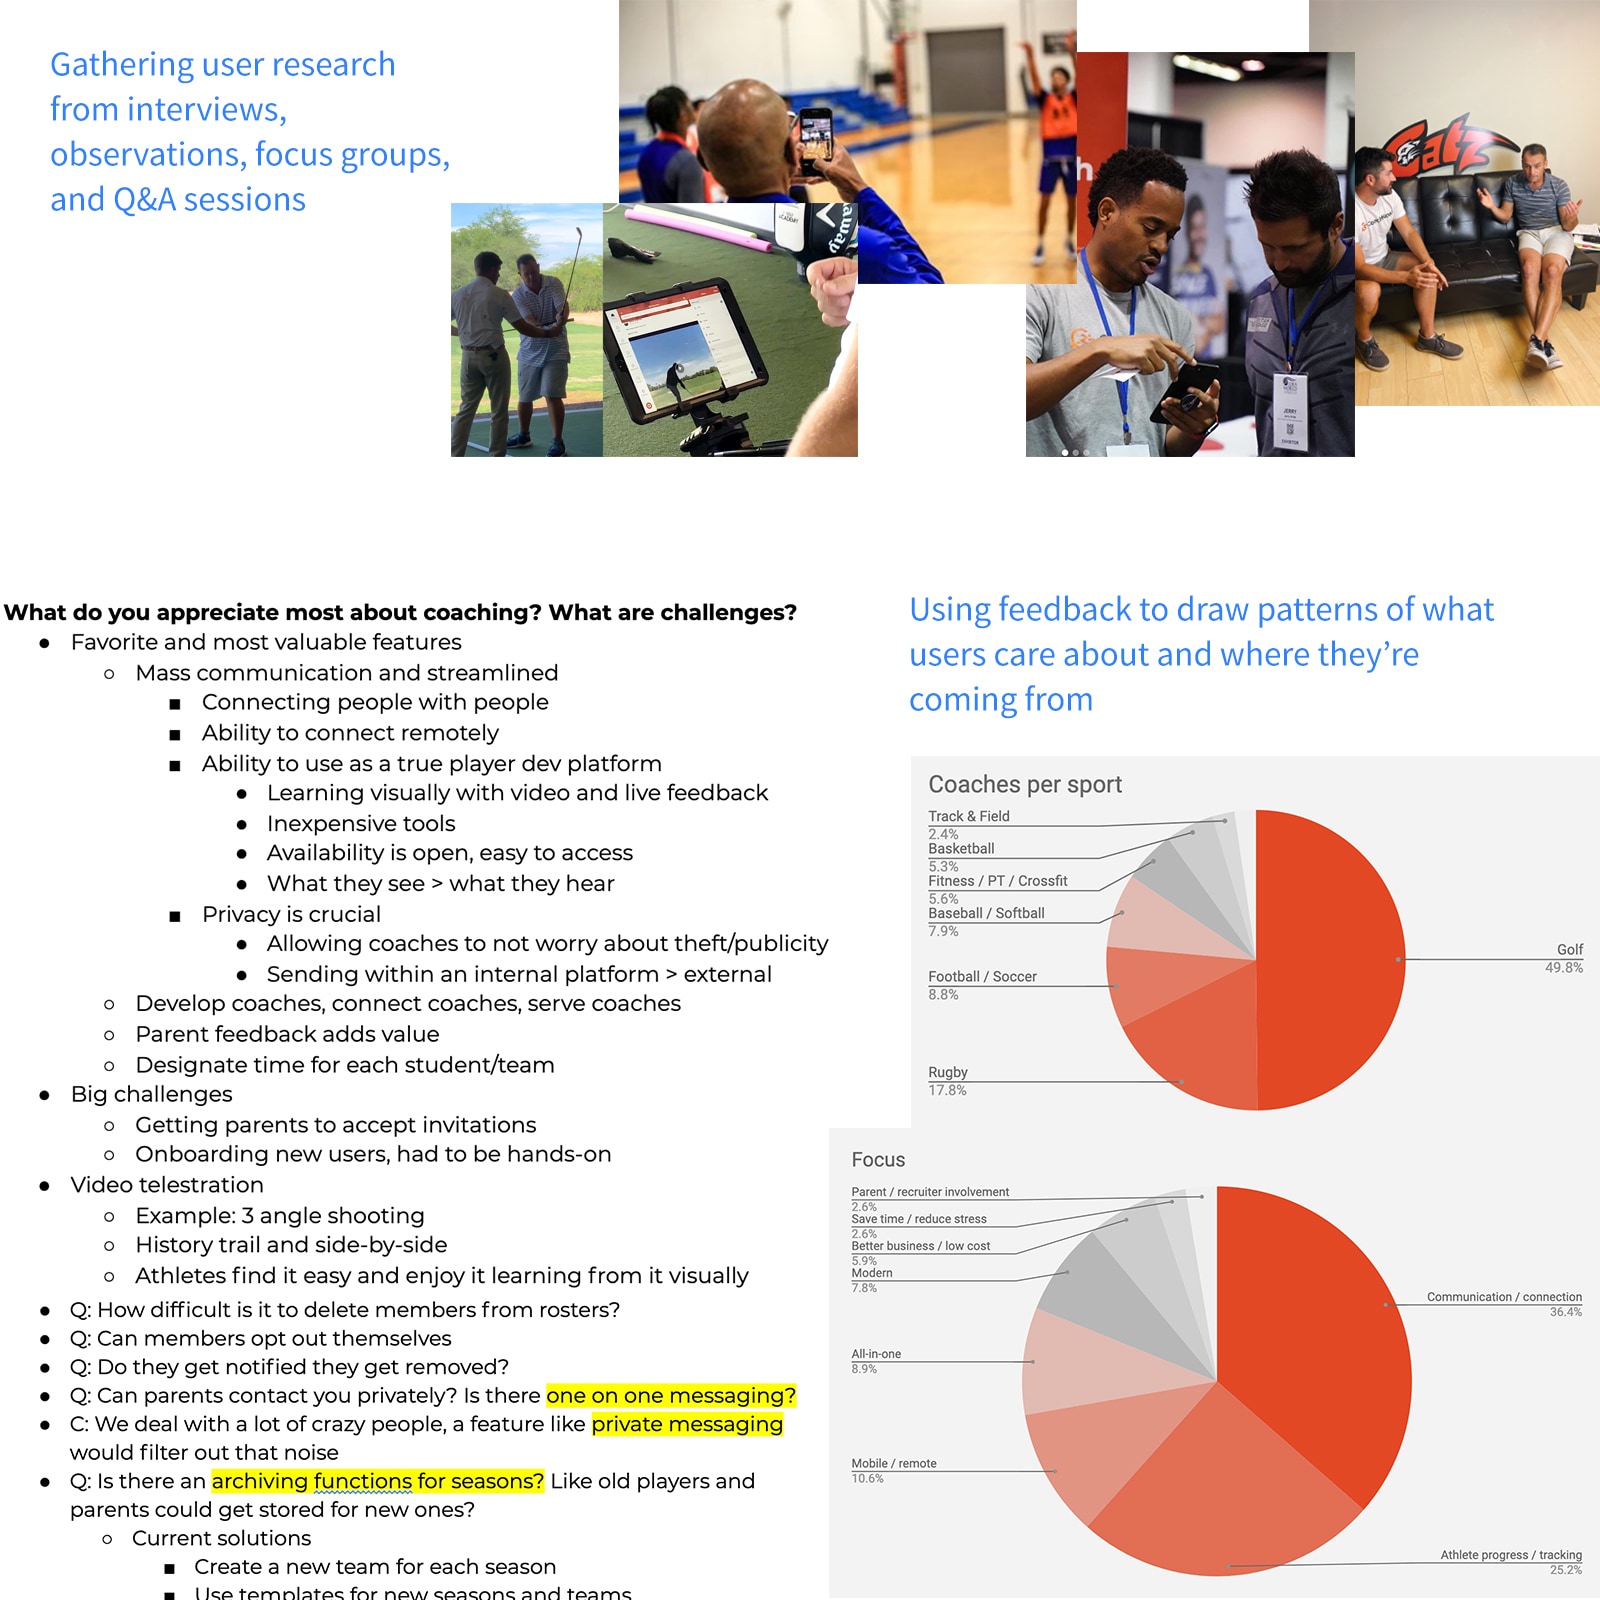 Gathering user research
from interviews,
observations, focus groups,
and Q&A sessions
Catz
JERRY
EXHIBITOR
What do you appreciate most about coaching? What are challenges?
● Favorite and most valuable features
○ Mass communication and streamlined
■ Connecting people with people
■ Ability to connect remotely
■ Ability to use as a true player dev platform
● Learning visually with video and live feedback
● Inexpensive tools
● Availability is open, easy to access
● What they see > what they hear
■ Privacy is crucial
● Allowing coaches to not worry about theft/publicity
● Sending within an internal platform > external
○ Develop coaches, connect coaches, serve coaches
○ Parent feedback adds value
○ Designate time for each student/team
● Big challenges
○ Getting parents to accept invitations
○ Onboarding new users, had to be hands-on
● Video telestration
○ Example: 3 angle shooting
○ History trail and side-by-side
○ Athletes find it easy and enjoy it learning from it visually
● Q: How difficult is it to delete members from rosters?
● Q: Can members opt out themselves
● Q: Do they get notified they get removed?
● Q: Can parents contact you privately? Is there one on one messaging?
● C: We deal with a lot of crazy people, a feature like private messaging
would filter out that noise
● Q: Is there an archiving functions for seasons? Like old players and
parents could get stored for new ones?
○ Current solutions
■ Create a new team for each season
■ Use templates for new seasons and teams
Using feedback to draw patterns of what
users care about and where they’re
coming from
Coaches per sport
Track & Field
2.4%
Basketball
5.3%
Fitness / PT / Crossfit
5.6%
Baseball / Softball
7.9%
Football / Soccer
8.8%
Rugby
17.8%
Golf
49.8%
Focus
Parent / recruiter involvement
2.6%
Save time / reduce stress
2.6%
Better business / low cost
5.9%
Modern
7.8%
All-in-one
8.9%
Mobile / remote
10.6%
Communication / connection
36.4%
Athlete progress / tracking
25.2%